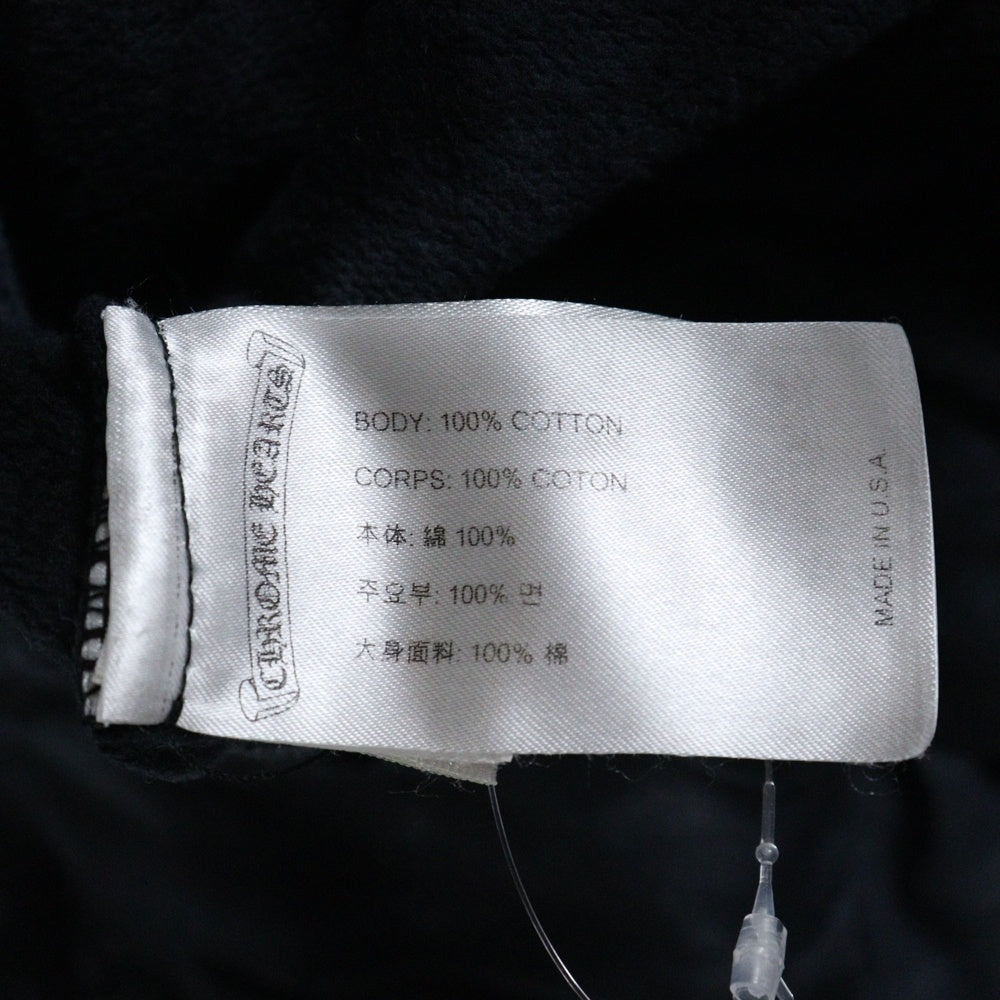 CHROME HEARTS
BODY: 100% COTTON
CORPS: 100% COTON
本体: 綿 100%
주요부: 100% 면
大身面料: 100% 棉
MADE IN U.S.A.